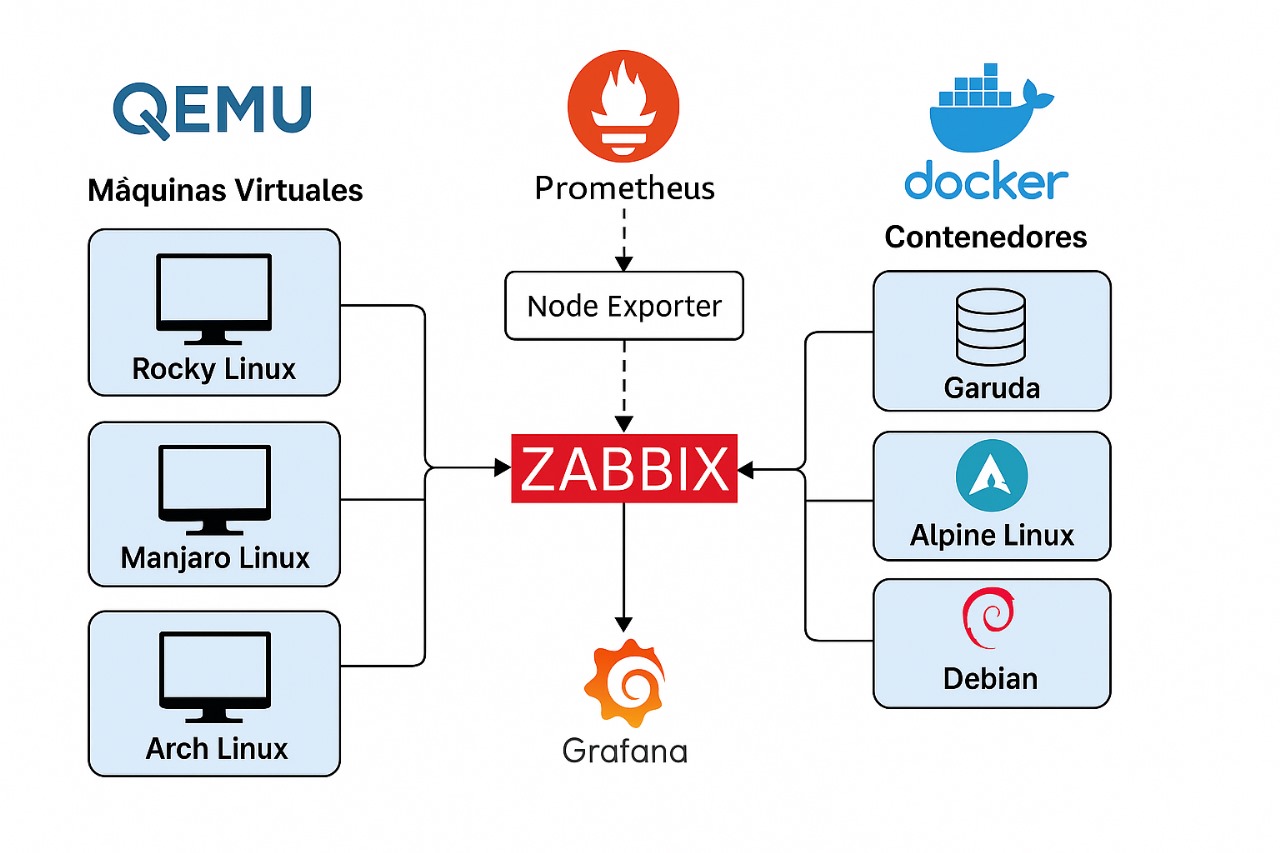 QEMU
Máquinas Virtuales
Rocky Linux
Manjaro Linux
Arch Linux
Prometheus
Node Exporter
ZABBIX
Grafana
docker
Contenedores
Garuda
Alpine Linux
Debian